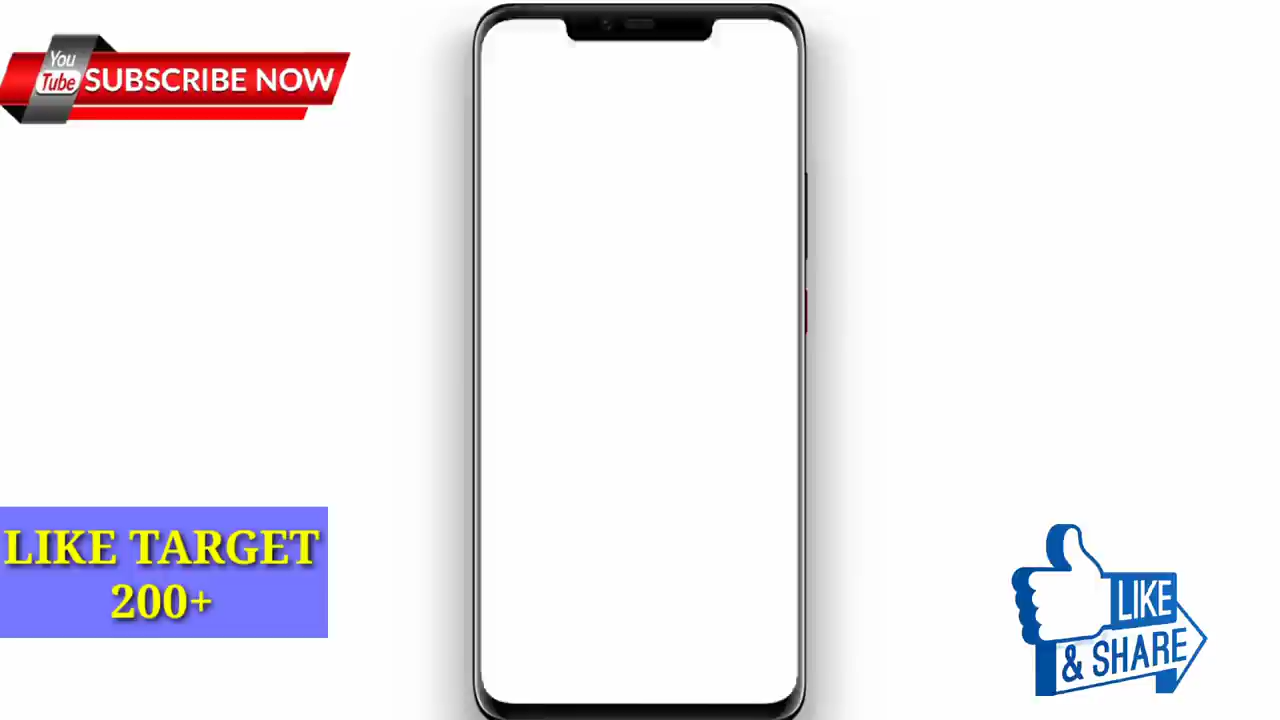 You
Tube
SUBSCRIBE NOW
LIKE TARGET
200+
LIKE
& SHARE